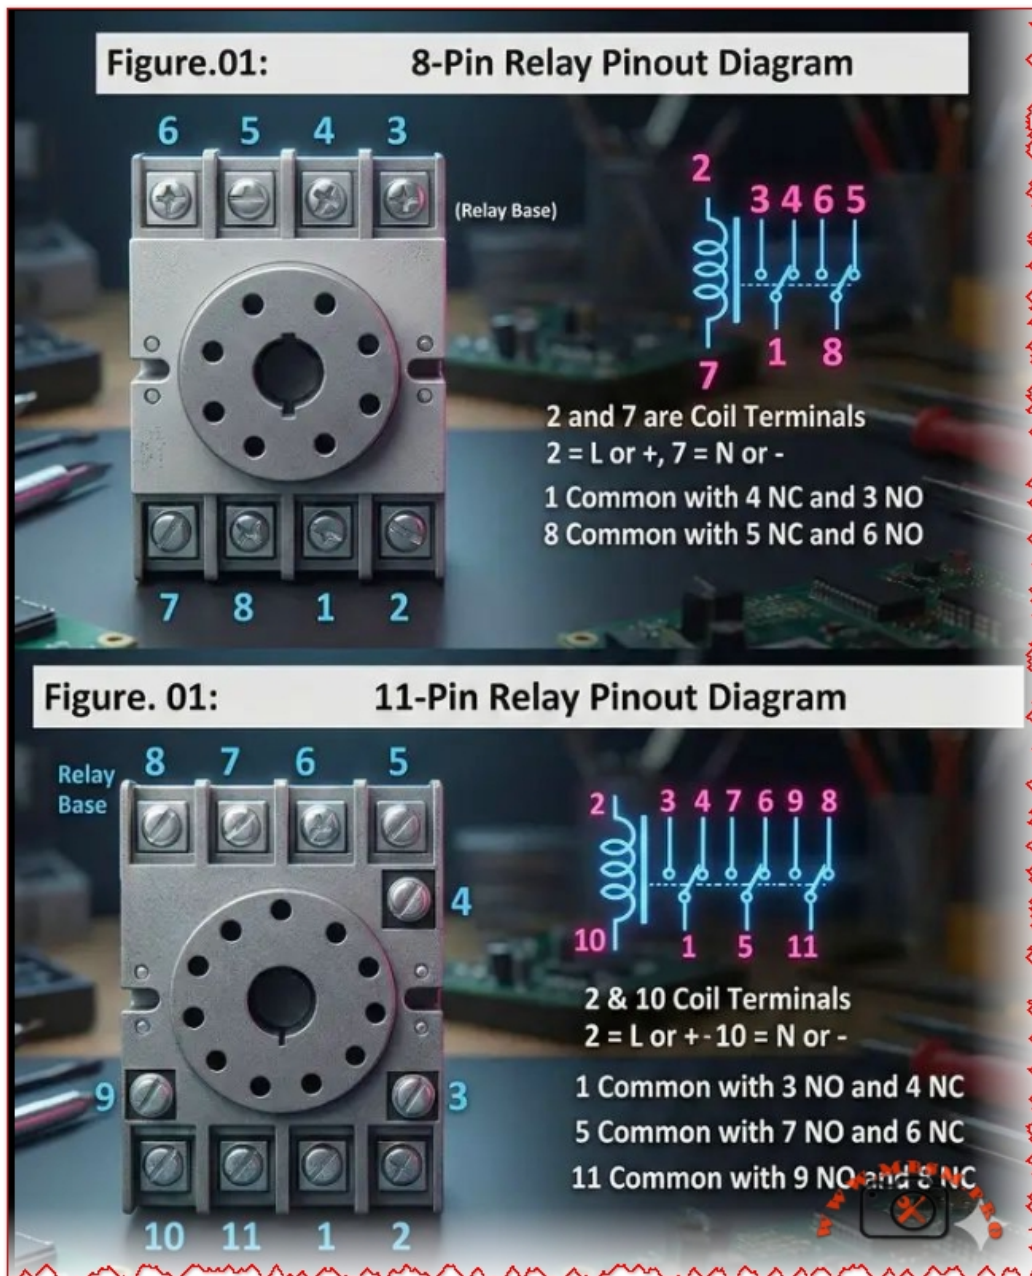 Figure.01: 8-Pin Relay Pinout Diagram
6 5 4 3
(Relay Base)
2
3 4 6 5
1 8
7
2 and 7 are Coil Terminals
2 = L or +, 7 = N or -
1 Common with 4 NC and 3 NO
8 Common with 5 NC and 6 NO
7 8 1 2
Figure. 01: 11-Pin Relay Pinout Diagram
Relay
Base
8 7 6 5
4
9
3
10 11 1 2
2 3 4 7 6 9 8
10 1 5 11
2 & 10 Coil Terminals
2 = L or +-10 = N or -
1 Common with 3 NO and 4 NC
5 Common with 7 NO and 6 NC
11 Common with 9 NO and 8 NC